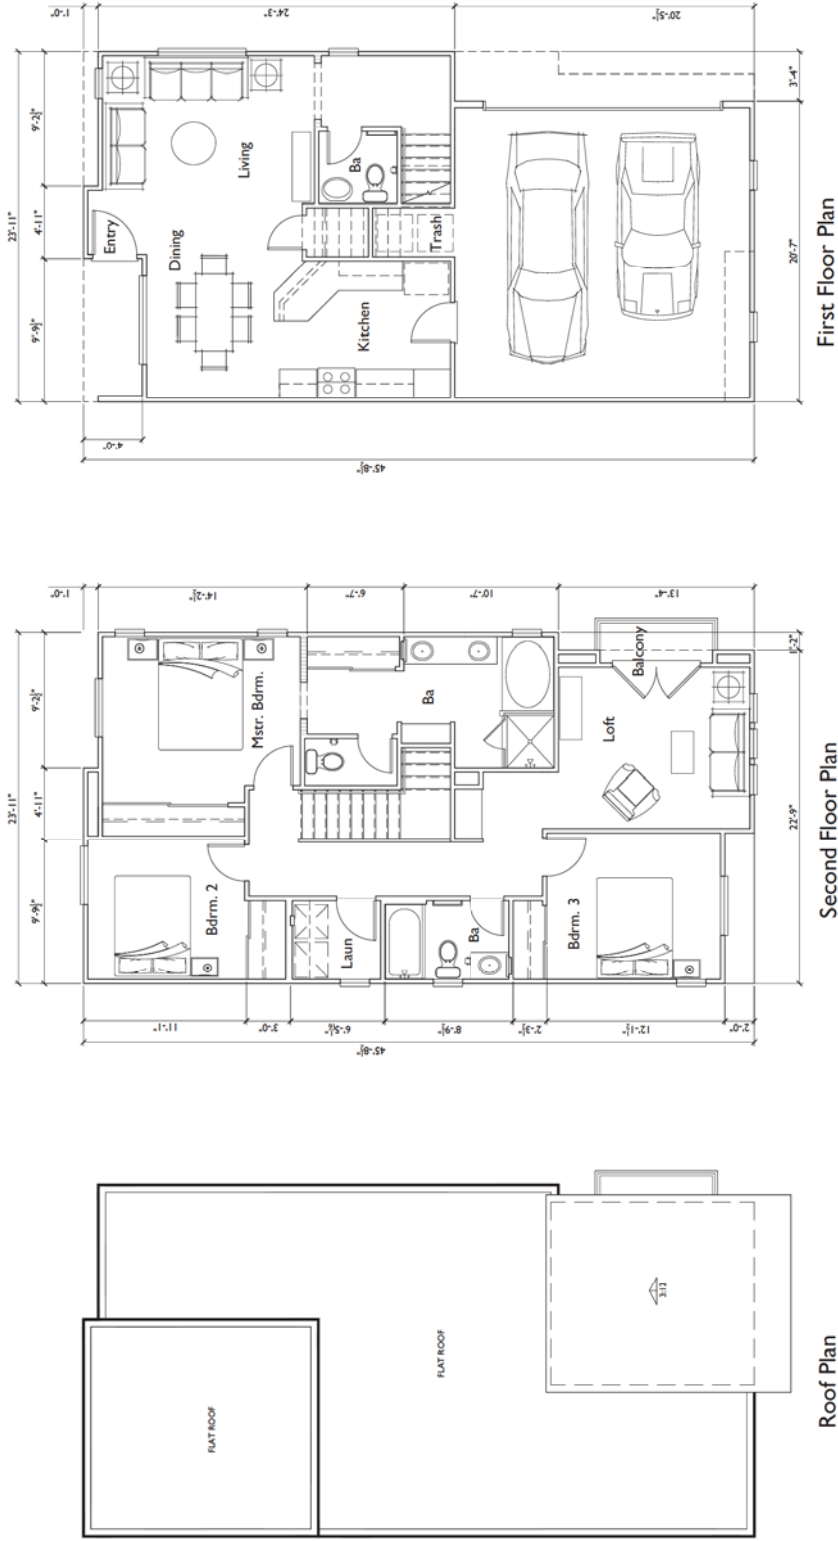 1'-0"
24'-3"
20'-5½"
23'-11"
9'-2½"
4'-11"
9'-9½"
3'-4"
20'-7"
Living
Ba
Entry
Dining
Trash
Kitchen
4'-0"
45'-8½"
First Floor Plan
1'-0"
14'-2½"
6'-7"
10'-7"
13'-4"
23'-11"
9'-2½"
4'-11"
9'-9½"
1'-2"
22'-9"
Mstr. Bdrm.
Ba
Balcony
Loft
Bdrm. 2
Laun
Ba
Bdrm. 3
11'-1"
3'-0"
8'-9½"
2'-3½"
12'-1½"
2'-0"
45'-8½"
Second Floor Plan
FLAT ROOF
FLAT ROOF
3:12
Roof Plan